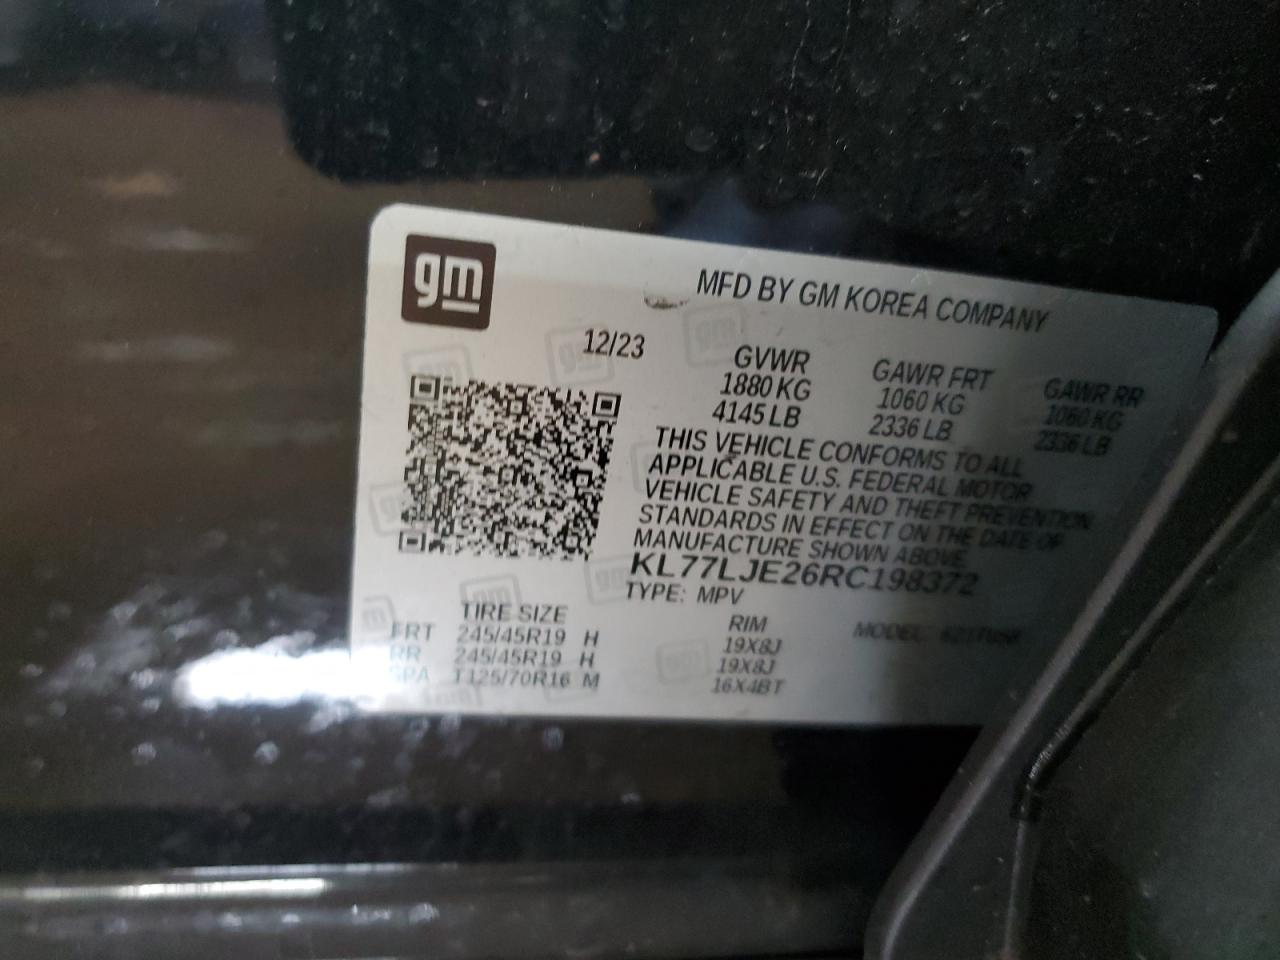 gm
MFD BY GM KOREA COMPANY
12/23
GVWR GAWR FRT GAWR RR
1880 KG 1060 KG 1060 KG
4145 LB 2336 LB 2336 LB
THIS VEHICLE CONFORMS TO ALL
APPLICABLE U.S. FEDERAL MOTOR
VEHICLE SAFETY AND THEFT PREVENTION
STANDARDS IN EFFECT ON THE DATE OF
MANUFACTURE SHOWN ABOVE.
KL77LJE26RC198372
TYPE: MPV
TIRE SIZE RIM MODEL:
FRT 245/45R19 H 19X8J
RR 245/45R19 H 19X8J
SPA T125/70R16 M 16X4BT